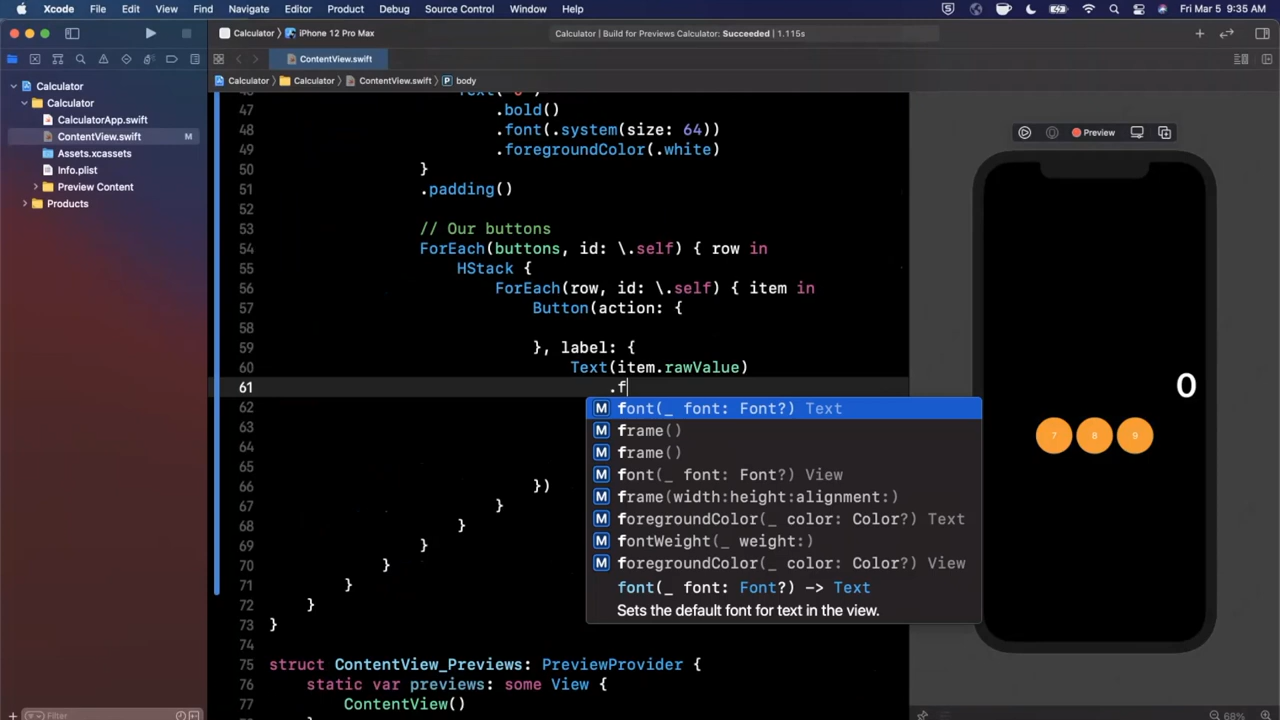 Xcode File Edit View Find Navigate Editor Product Debug Source Control Window Help Fri Mar 5 9:35 AM
Calculator iPhone 12 Pro Max Calculator | Build for Previews Calculator: Succeeded | 1.115s
ContentView.swift
Calculator Calculator ContentView.swift body
Calculator
Calculator
CalculatorApp.swift
ContentView.swift M
Assets.xcassets
Info.plist
Preview Content
Products
Filter
47 .bold()
48 .font(.system(size: 64))
49 .foregroundColor(.white)
50 }
51 .padding()
52
53 // Our buttons
54 ForEach(buttons, id: \.self) { row in
55 HStack {
56 ForEach(row, id: \.self) { item in
57 Button(action: {
58
59 }, label: {
60 Text(item.rawValue)
61 .f
62
63
64
65
66 })
67 }
68 }
69 }
70 }
71 }
72 }
73 }
74
75 struct ContentView_Previews: PreviewProvider {
76 static var previews: some View {
77 ContentView()
M font(_ font: Font?) Text
M frame()
M frame()
M font(_ font: Font?) View
M frame(width:height:alignment:)
M foregroundColor(_ color: Color?) Text
M fontWeight(_ weight:)
M foregroundColor(_ color: Color?) View
font(_ font: Font?) -> Text
Sets the default font for text in the view.
Preview
0
7 8 9
68%